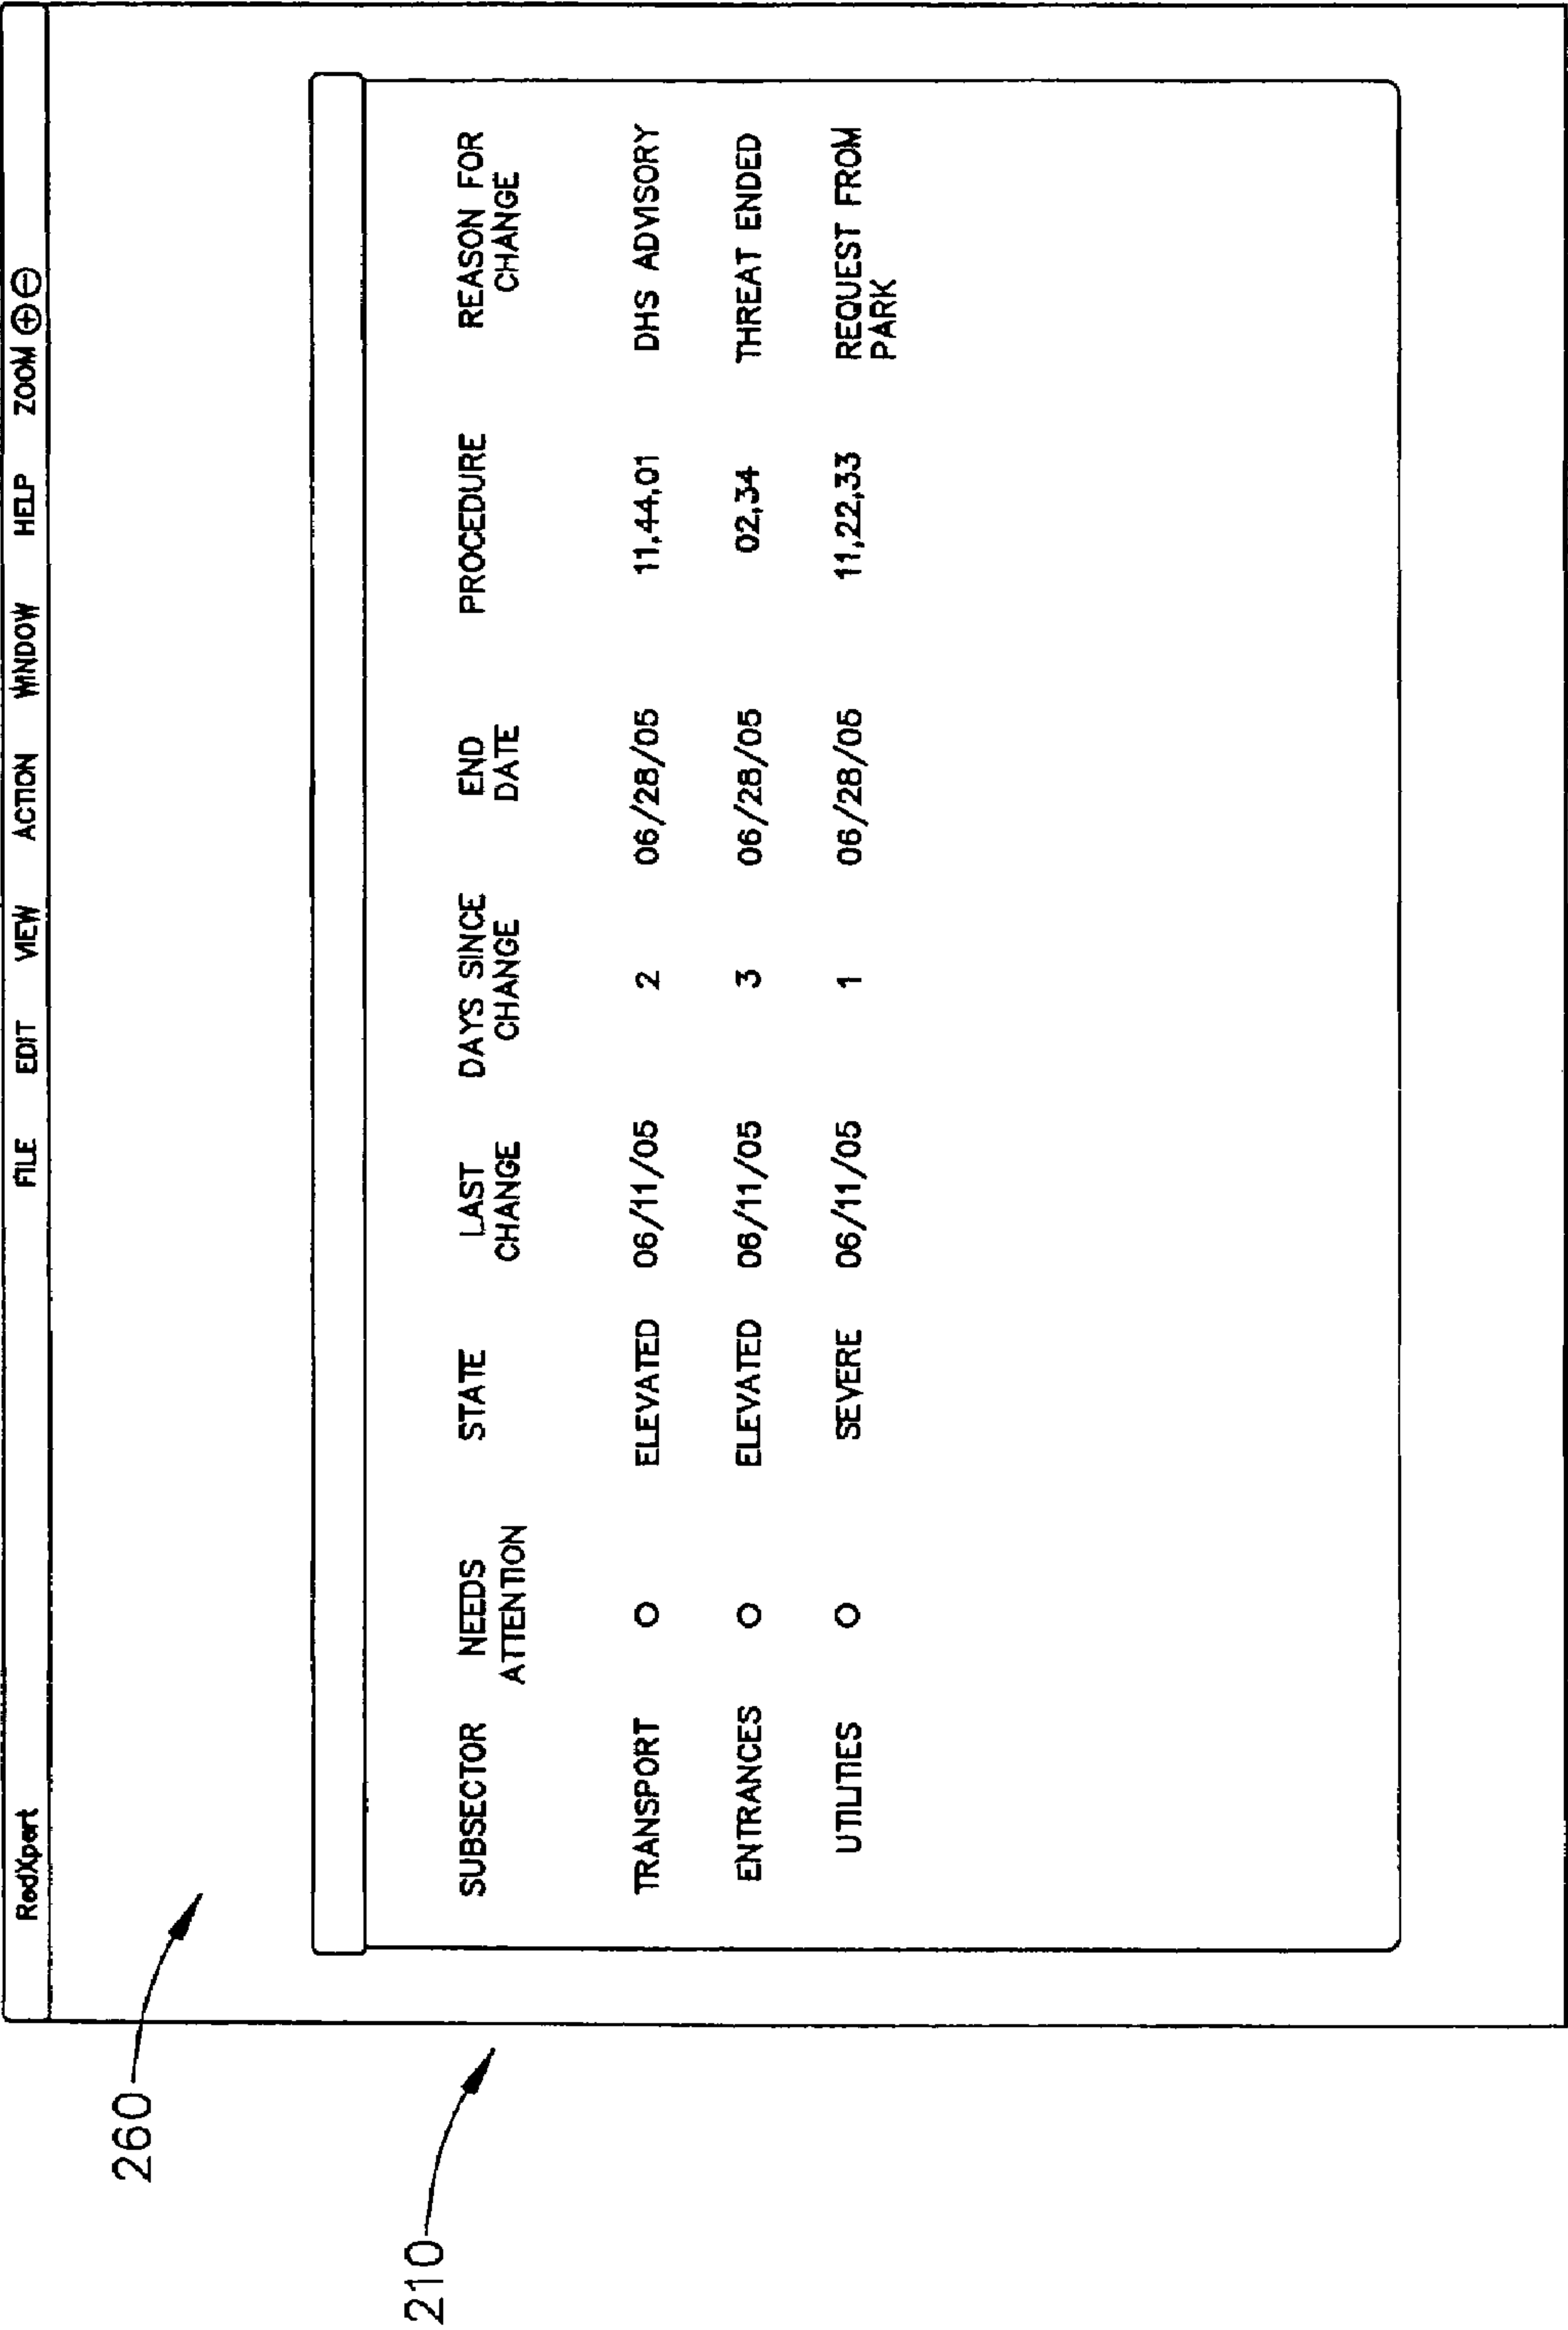 RedXpert FILE EDIT VIEW ACTION WINDOW HELP ZOOM
260
210
SUBSECTOR NEEDS STATE LAST DAYS SINCE END PROCEDURE REASON FOR
ATTENTION CHANGE CHANGE DATE CHANGE
TRANSPORT O ELEVATED 06/11/05 2 06/28/05 11,44,01 DHS ADVISORY
ENTRANCES O ELEVATED 06/11/05 3 06/28/05 02,34 THREAT ENDED
UTILITIES O SEVERE 06/11/05 1 06/28/05 11,22,33 REQUEST FROM
PARK